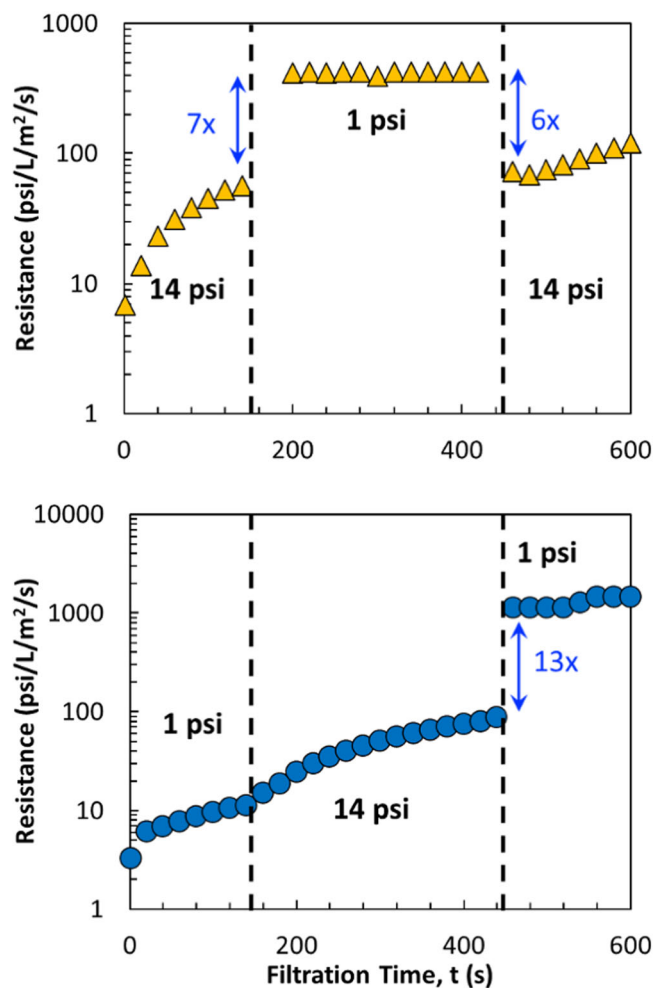 1000
100
10
1
Resistance (psi/L/m²/s)
7x
1 psi
6x
14 psi
14 psi
0
200
400
600
10000
1000
100
10
1
Resistance (psi/L/m²/s)
1 psi
13x
1 psi
14 psi
0
200
400
600
Filtration Time, t (s)